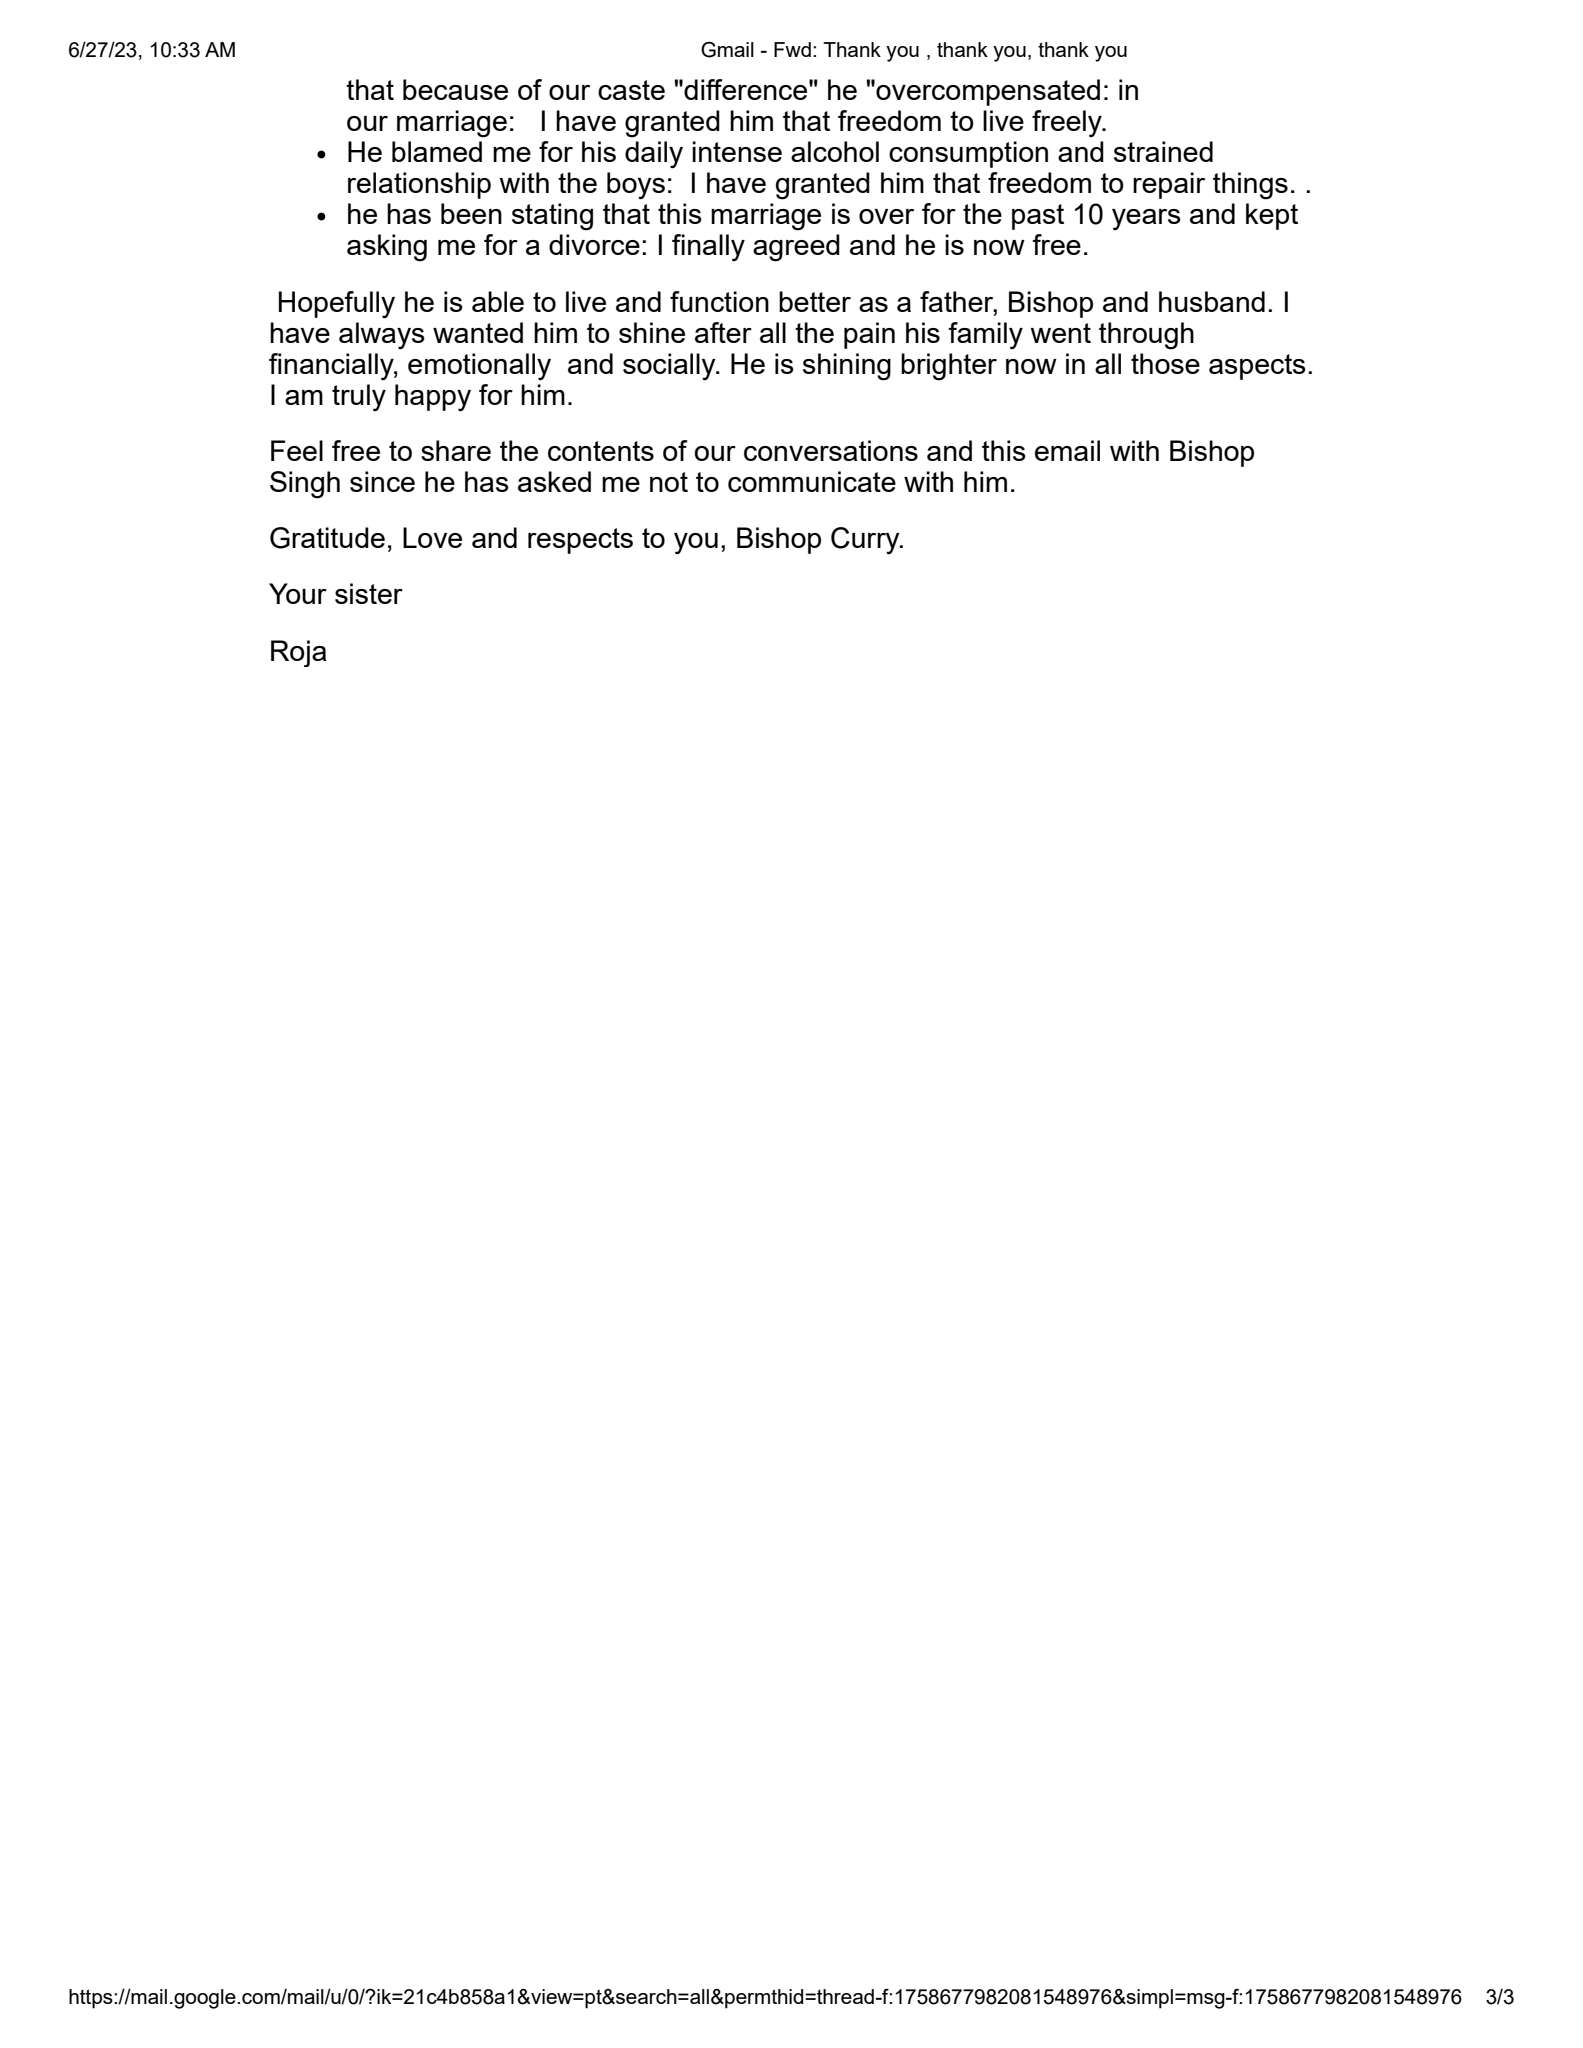 6/27/23, 10:33 AM Gmail - Fwd: Thank you , thank you, thank you
that because of our caste "difference" he "overcompensated: in
our marriage:   I have granted him that freedom to live freely.
• He blamed me for his daily intense alcohol consumption and strained
relationship with the boys:  I have granted him that freedom to repair things. .
• he has been stating that this marriage is over for the past 10 years and kept
asking me for a divorce: I finally agreed and he is now free.
Hopefully he is able to live and function better as a father, Bishop and husband. I
have always wanted him to shine after all the pain his family went through
financially, emotionally  and socially. He is shining brighter now in all those aspects.
I am truly happy for him.
Feel free to share the contents of our conversations and this email with Bishop
Singh since he has asked me not to communicate with him.
Gratitude, Love and respects to you, Bishop Curry.
Your sister
Roja
https://mail.google.com/mail/u/0/?ik=21c4b858a1&view=pt&search=all&permthid=thread-f:1758677982081548976&simpl=msg-f:1758677982081548976 3/3